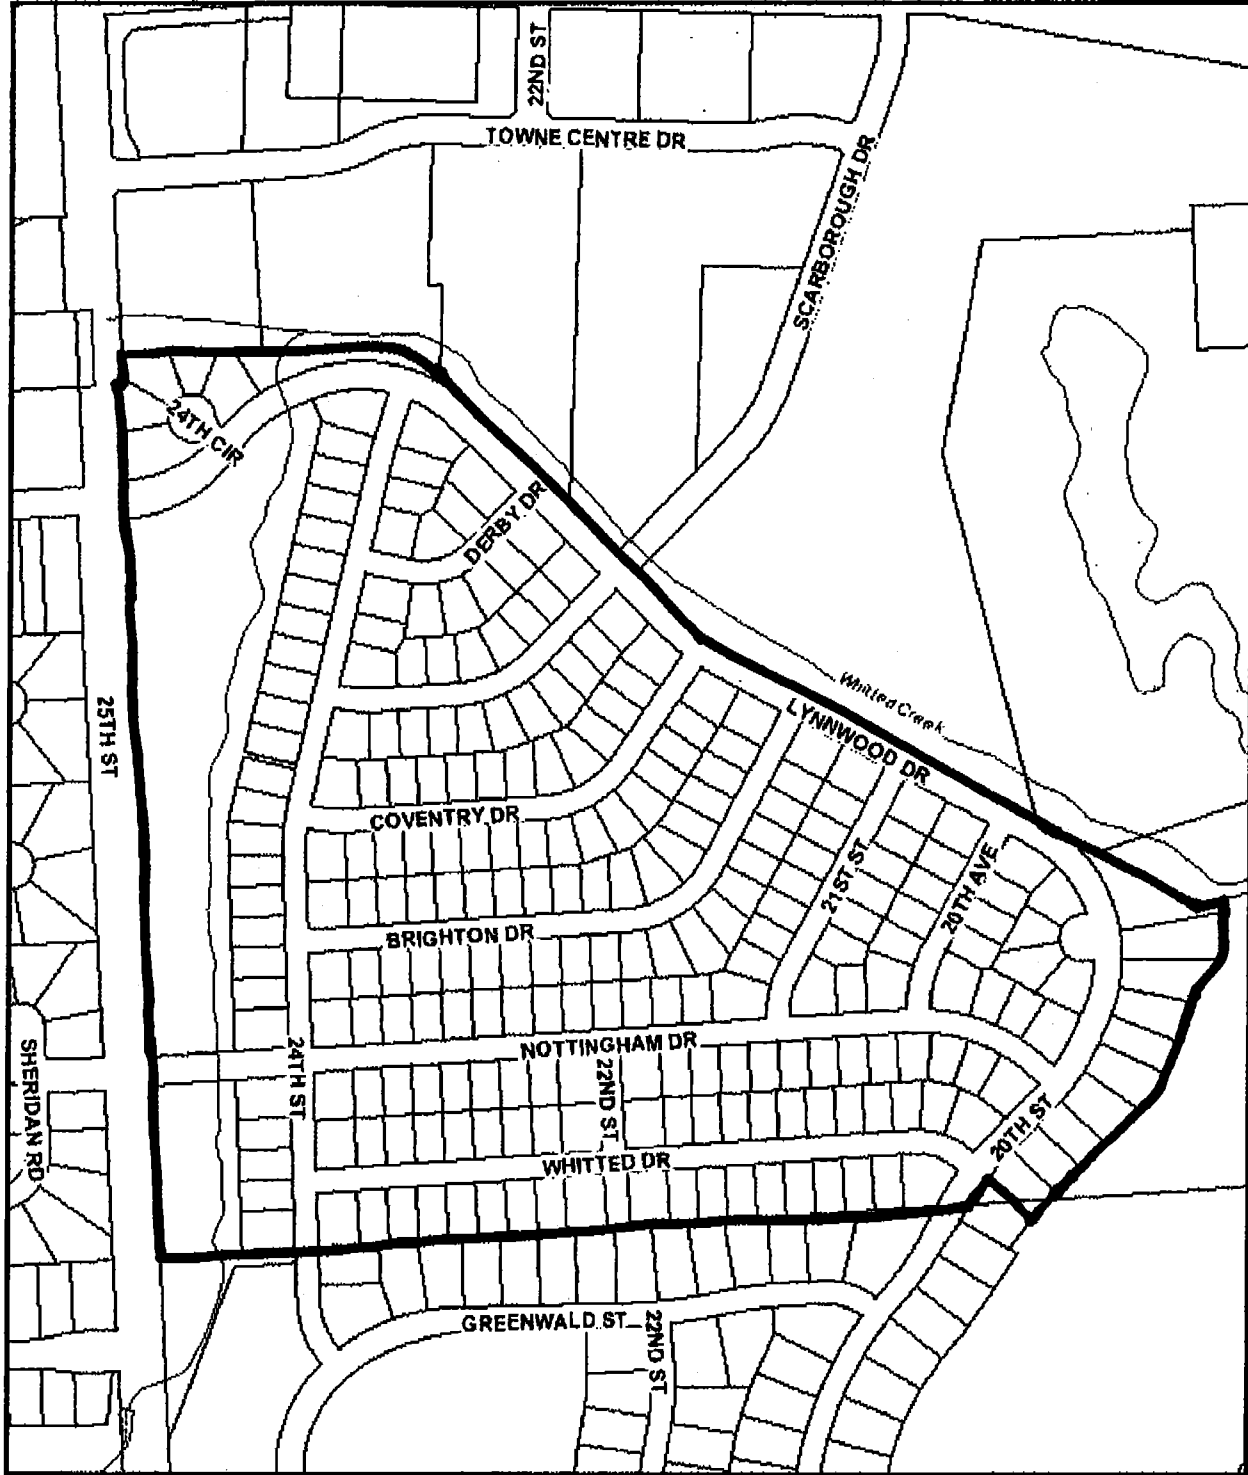 22ND ST
TOWNE CENTRE DR
SCARBOROUGH DR
24TH CIR
DERBY DR
25TH ST
Whitted Creek
LYNNWOOD DR
COVENTRY DR
21ST ST
20TH AVE
BRIGHTON DR
SHERIDAN RD
24TH ST
NOTTINGHAM DR
22ND ST
20TH ST
WHITTED DR
GREENWALD ST
22ND ST